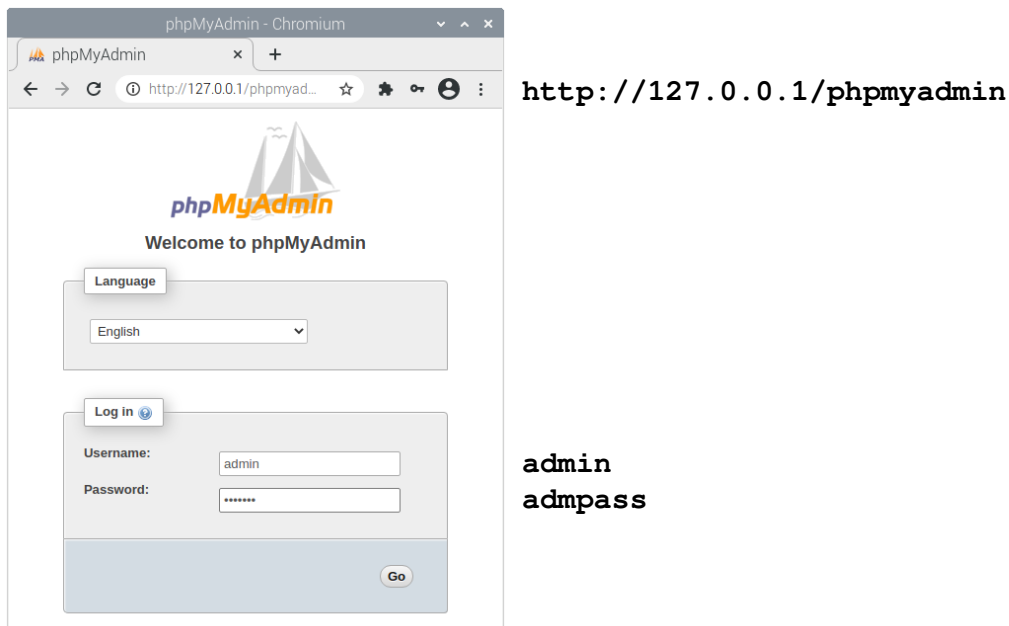 phpMyAdmin - Chromium
phpMyAdmin
http://127.0.0.1/phpmyad...
http://127.0.0.1/phpmyadmin
phpMyAdmin
Welcome to phpMyAdmin
Language
English
Log in
Username:
admin
admin
Password:
•••••••
admpass
Go